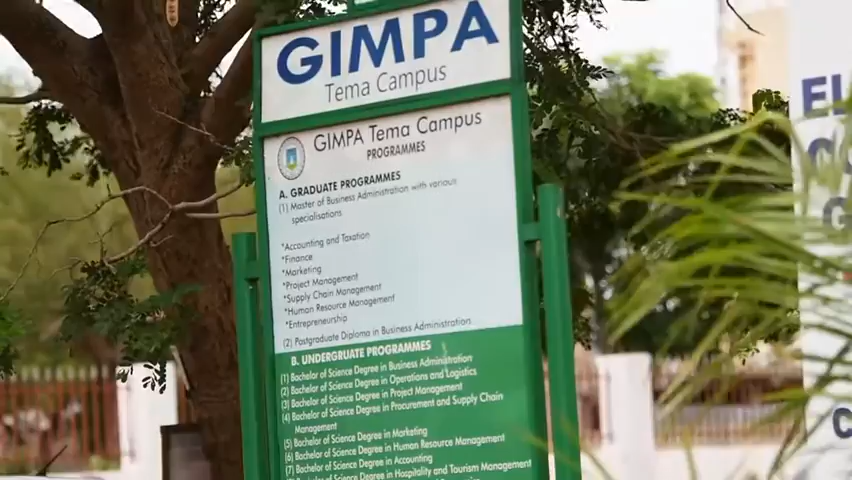 GIMPA
Tema Campus
GIMPA Tema Campus
PROGRAMMES
A. GRADUATE PROGRAMMES
(1) Master of Business Administration with various
specialisations
*Accounting and Taxation
*Finance
*Marketing
*Project Management
*Supply Chain Management
*Human Resource Management
*Entrepreneurship
(2) Postgraduate Diploma in Business Administration
B. UNDERGRUATE PROGRAMMES
(1) Bachelor of Science Degree in Business Administration
(2) Bachelor of Science Degree in Operations and Logistics
(3) Bachelor of Science Degree in Project Management
(4) Bachelor of Science Degree in Procurement and Supply Chain
Management
(5) Bachelor of Science Degree in Marketing
(6) Bachelor of Science Degree in Human Resource Management
(7) Bachelor of Science Degree in Accounting
Bachelor of Science Degree in Hospitality and Tourism Management